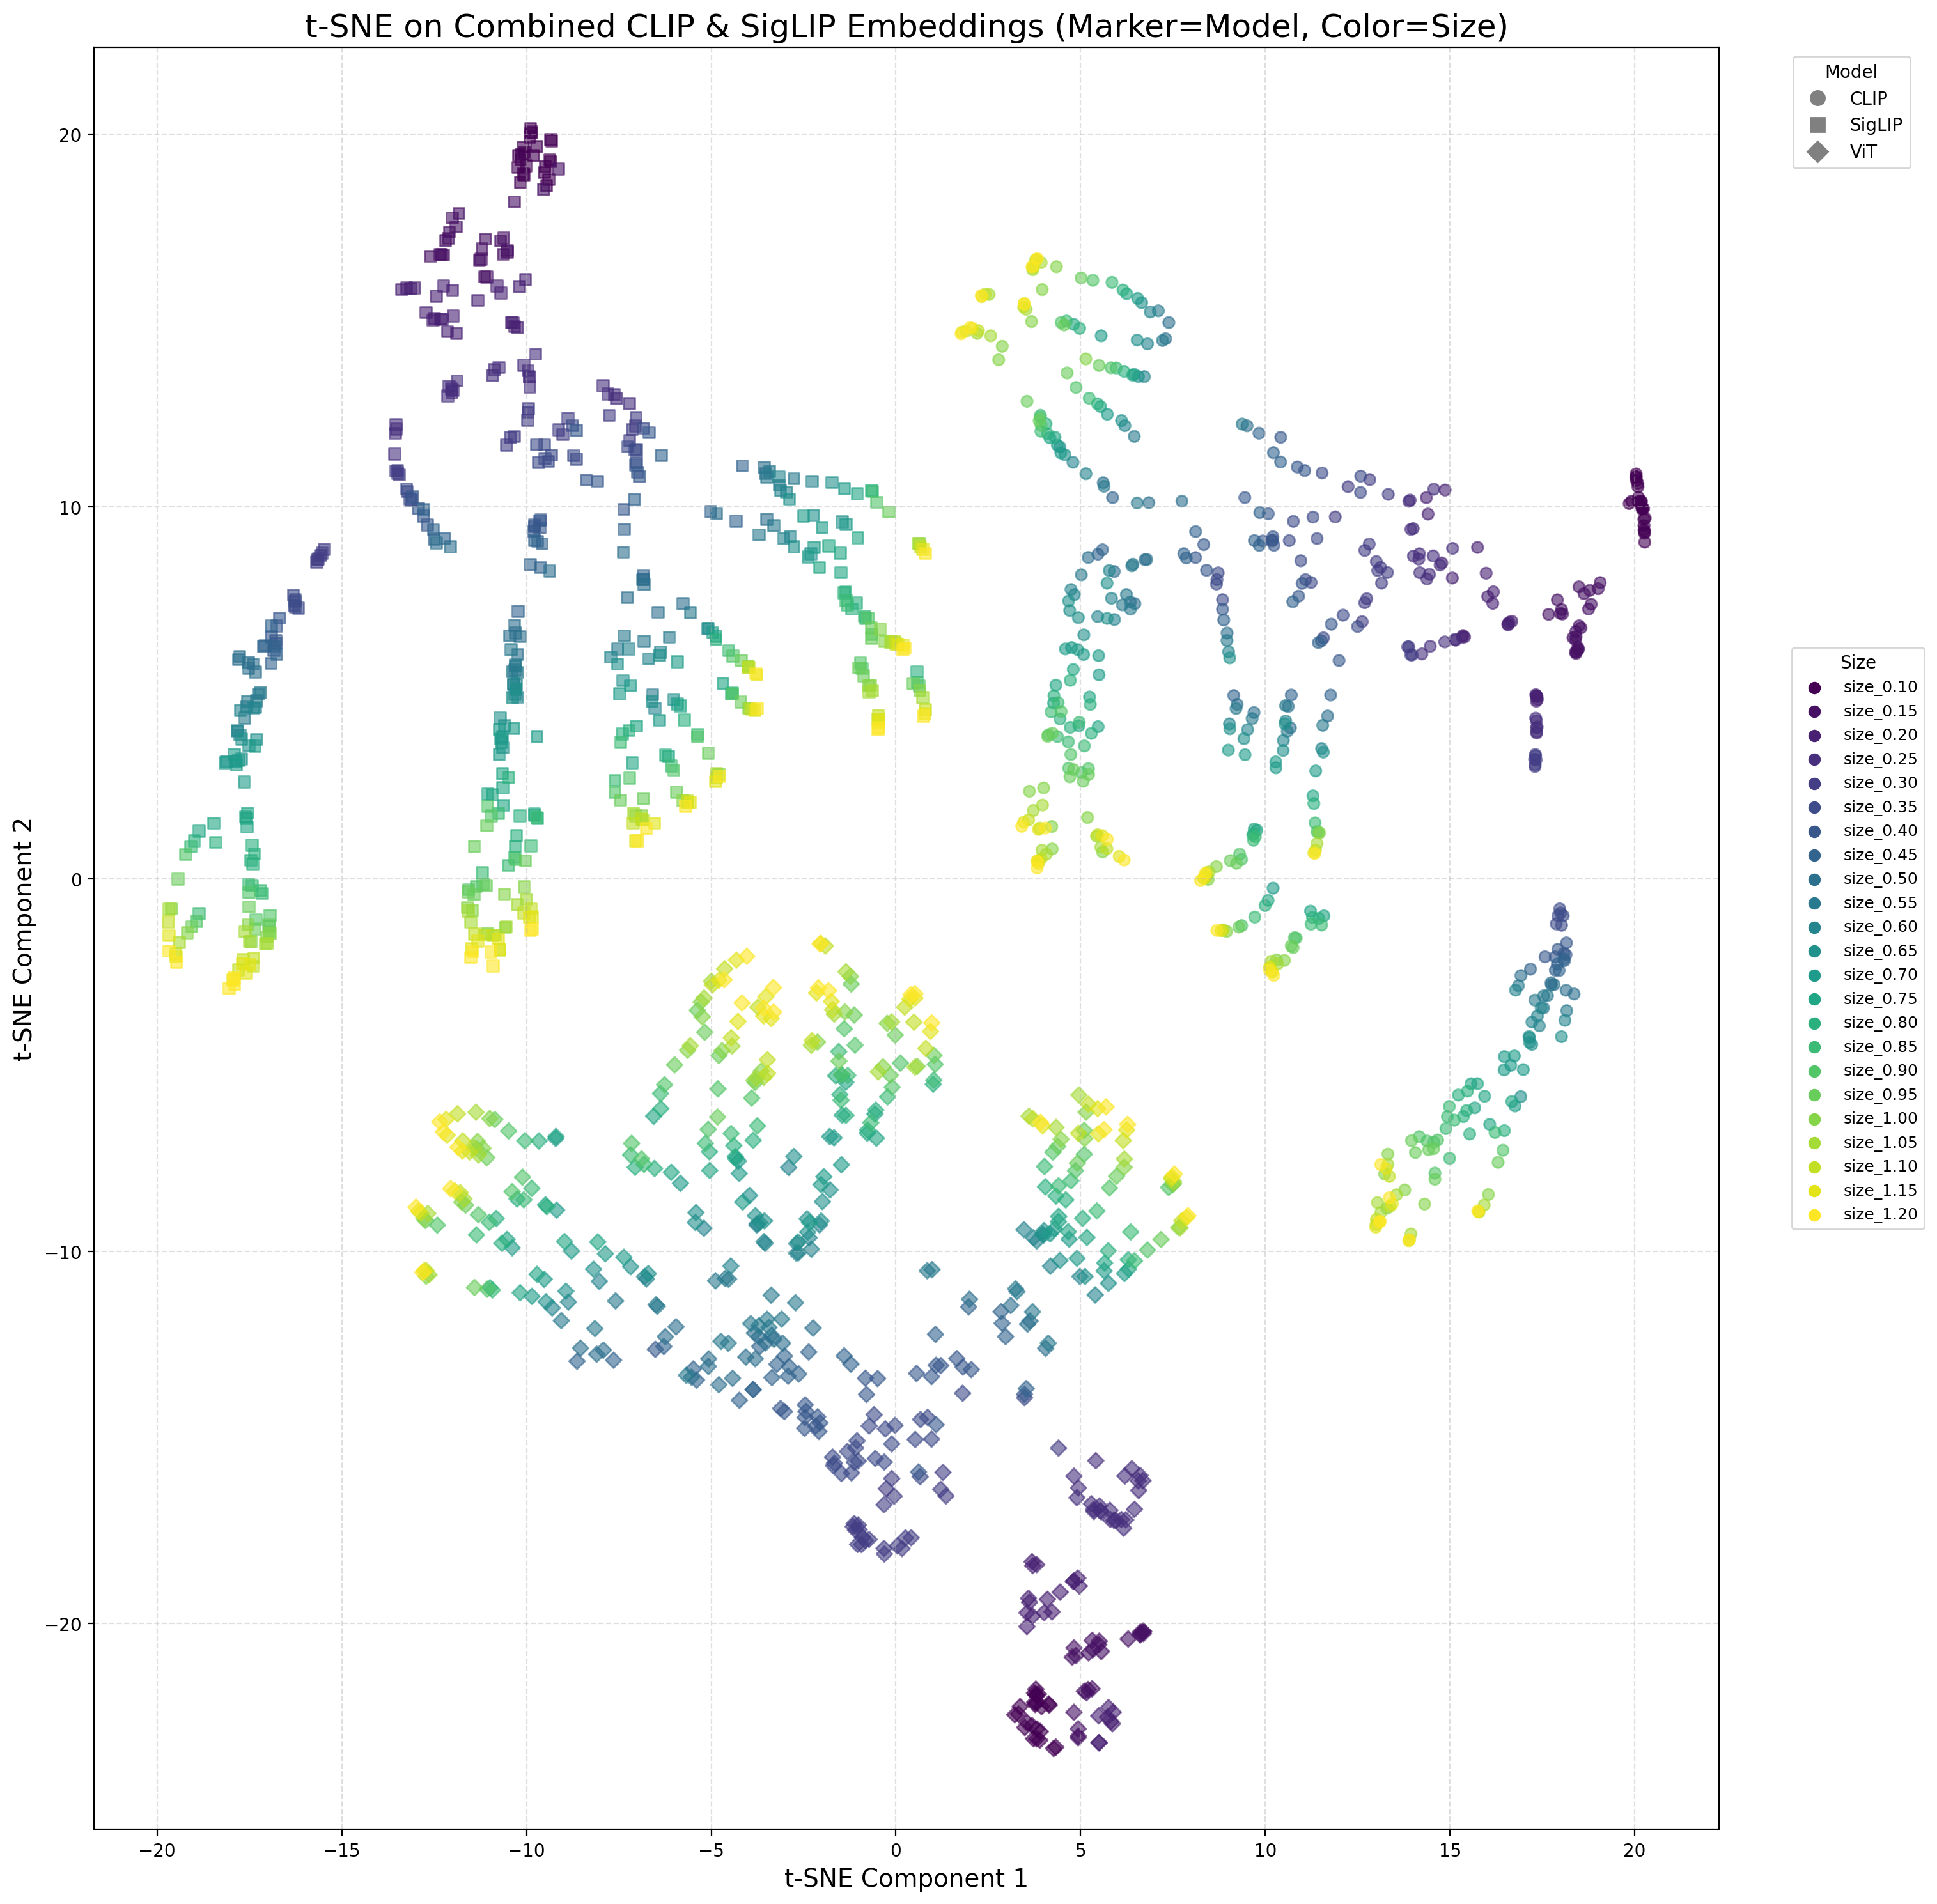 t-SNE on Combined CLIP & SigLIP Embeddings (Marker=Model, Color=Size)
Model
CLIP
SigLIP
ViT
Size
size_0.10
size_0.15
size_0.20
size_0.25
size_0.30
size_0.35
size_0.40
size_0.45
size_0.50
size_0.55
size_0.60
size_0.65
size_0.70
size_0.75
size_0.80
size_0.85
size_0.90
size_0.95
size_1.00
size_1.05
size_1.10
size_1.15
size_1.20
t-SNE Component 2
20
10
0
−10
−20
−20 −15 −10 −5 0 5 10 15 20
t-SNE Component 1